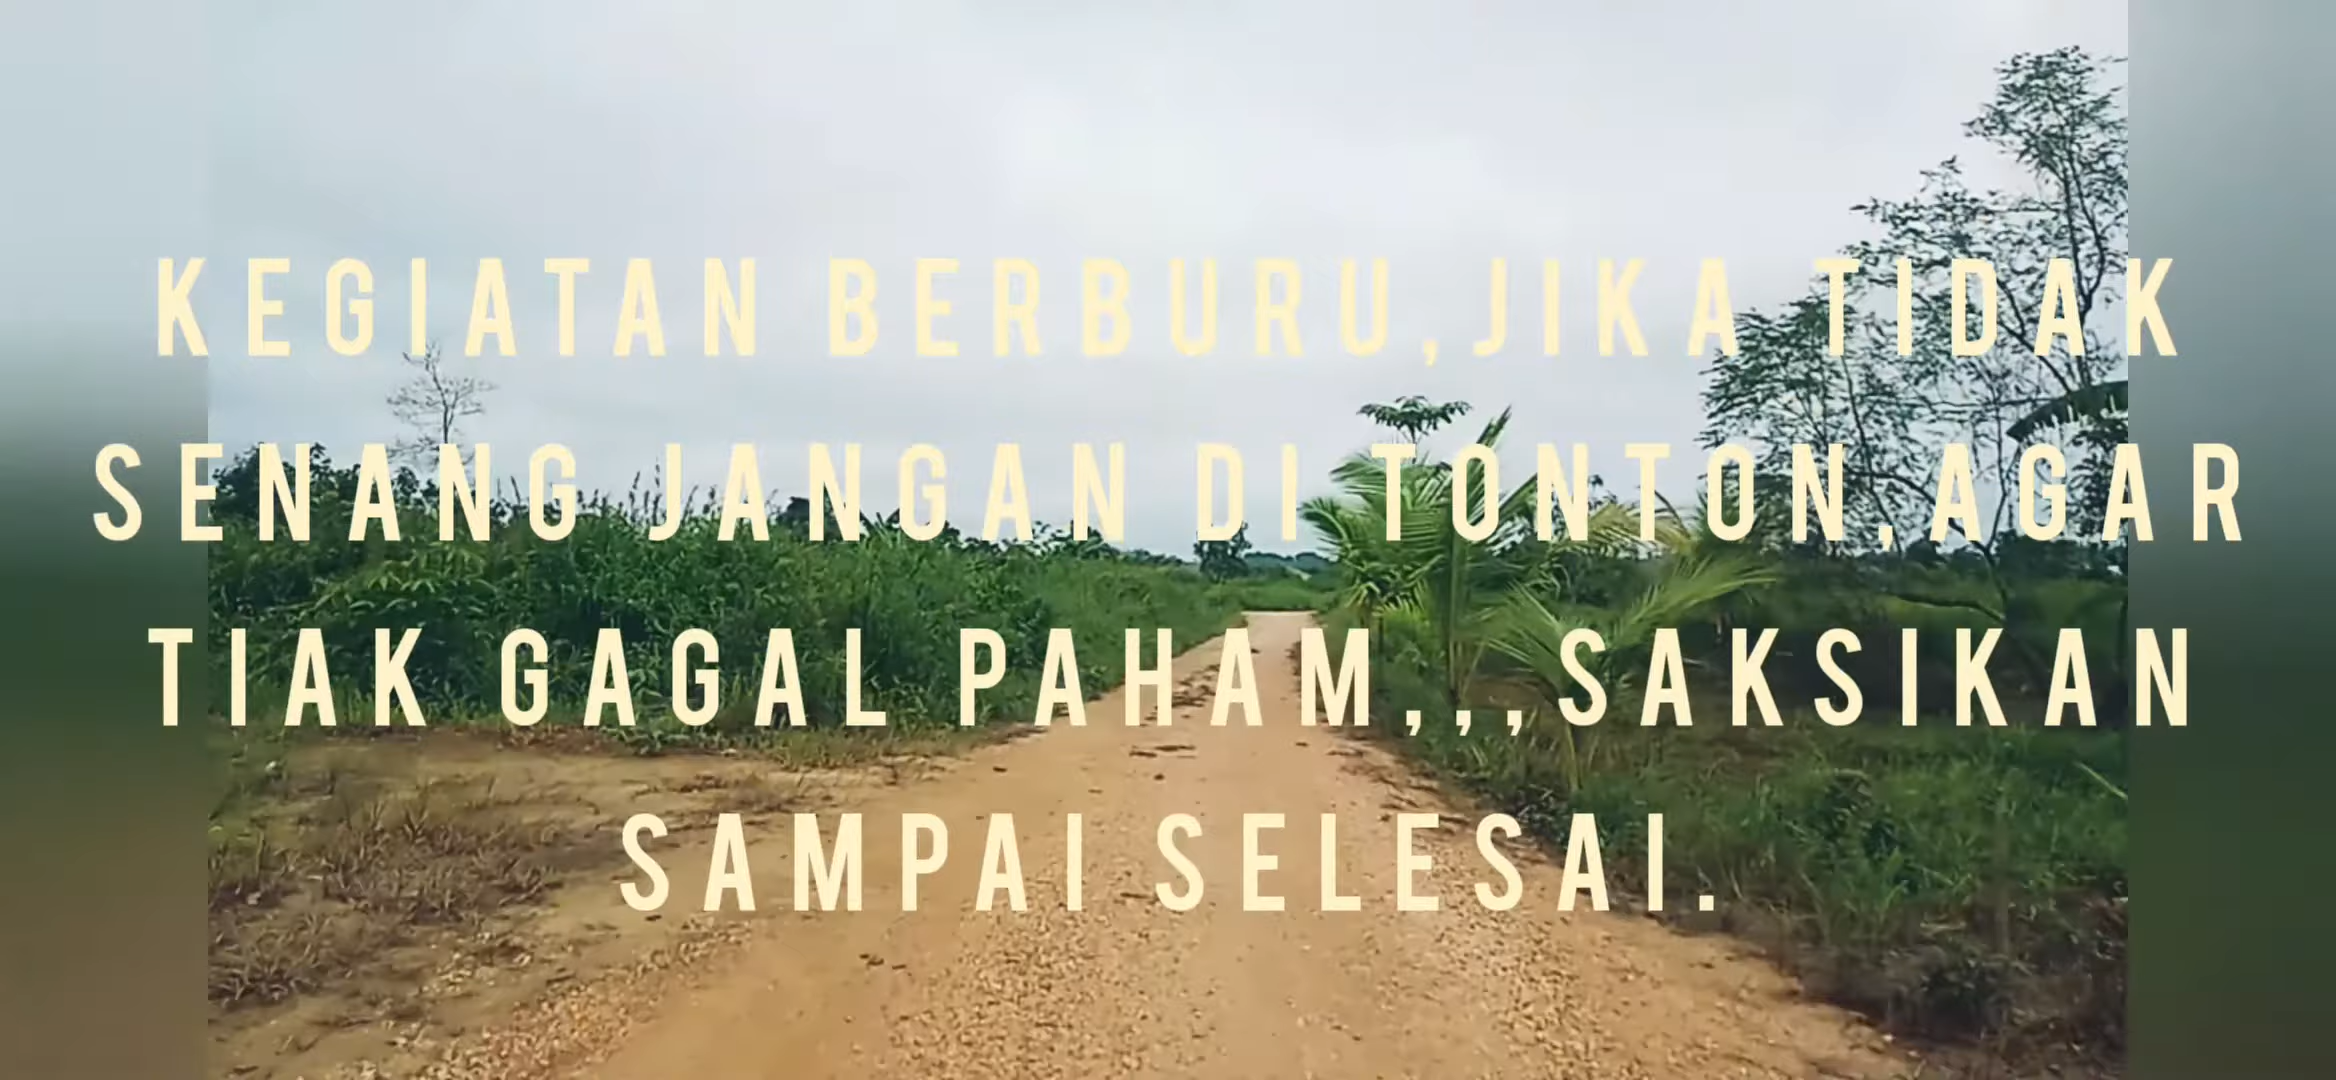 KEGIATAN BERBURU,JIKA TIDAK
SENANG JANGAN DI TONTON,AGAR
TIAK GAGAL PAHAM,,,SAKSIKAN
SAMPAI SELESAI.